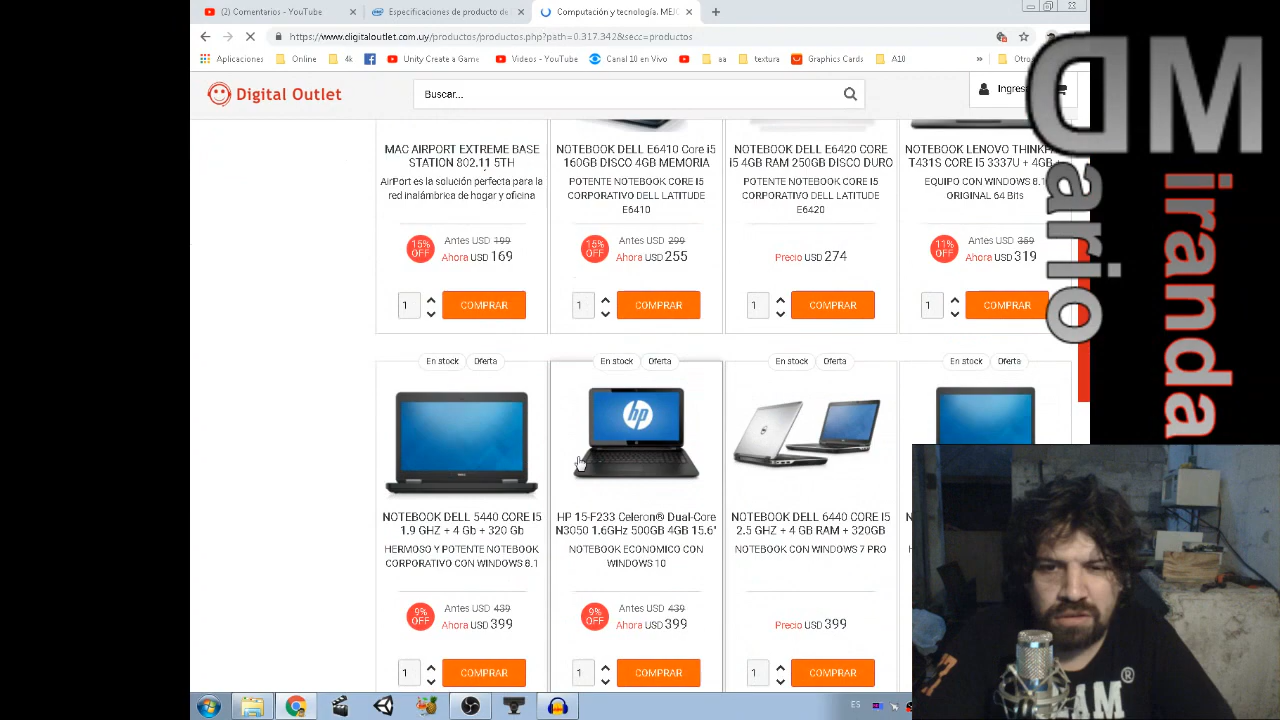 (2) Comentarios - YouTube
Especificaciones de producto de
Computación y tecnología. MEJO
https://www.digitaloutlet.com.uy/productos/productos.php?path=0.317.342&secc=productos
Aplicaciones
Online
4k
Unity Create a Game
Videos - YouTube
Canal 10 en Vivo
aa
textura
Graphics Cards
A10
»
Otro
Digital Outlet
Buscar...
Ingres
MAC AIRPORT EXTREME BASE
STATION 802.11 5TH
AirPort es la solución perfecta para la
red inalámbrica de hogar y oficina
15%
OFF
Antes USD 199
Ahora USD 169
1
COMPRAR
NOTEBOOK DELL E6410 Core i5
160GB DISCO 4GB MEMORIA
POTENTE NOTEBOOK CORE I5
CORPORATIVO DELL LATITUDE
E6410
15%
OFF
Antes USD 299
Ahora USD 255
1
COMPRAR
NOTEBOOK DELL E6420 CORE
i5 4GB RAM 250GB DISCO DURO
POTENTE NOTEBOOK CORE I5
CORPORATIVO DELL LATITUDE
E6420
Precio USD 274
1
COMPRAR
NOTEBOOK LENOVO THINKPA
T431S CORE I5 3337U + 4GB +
EQUIPO CON WINDOWS 8.1
ORIGINAL 64 Bits
11%
OFF
Antes USD 359
Ahora USD 319
1
COMPRAR
En stock
Oferta
NOTEBOOK DELL 5440 CORE I5
1.9 GHZ + 4 Gb + 320 Gb
HERMOSO Y POTENTE NOTEBOOK
CORPORATIVO CON WINDOWS 8.1
9%
OFF
Antes USD 439
Ahora USD 399
1
COMPRAR
En stock
Oferta
hp
HP 15-F233 Celeron® Dual-Core
N3050 1.6GHz 500GB 4GB 15.6"
NOTEBOOK ECONOMICO CON
WINDOWS 10
9%
OFF
Antes USD 439
Ahora USD 399
1
COMPRAR
En stock
Oferta
NOTEBOOK DELL 6440 CORE I5
2.5 GHZ + 4 GB RAM + 320GB
NOTEBOOK CON WINDOWS 7 PRO
Precio USD 399
1
COMPRAR
En stock
Oferta
ES
Dario
Miranda
®